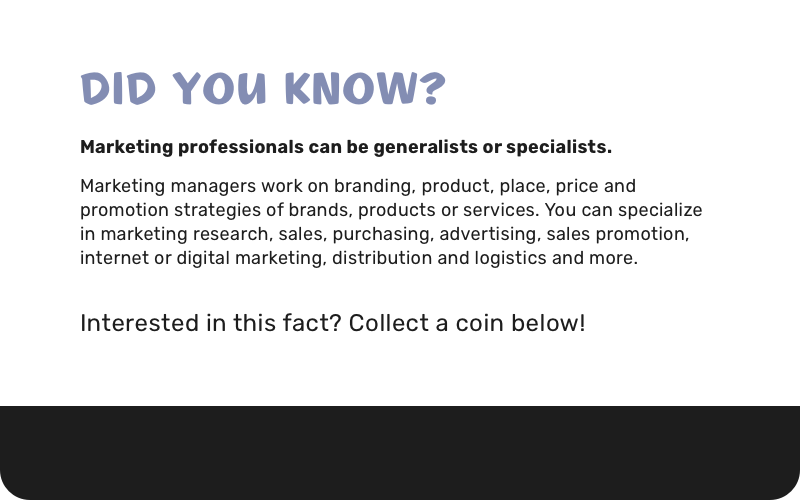 DID YOU KNOW?
Marketing professionals can be generalists or specialists.
Marketing managers work on branding, product, place, price and
promotion strategies of brands, products or services. You can specialize
in marketing research, sales, purchasing, advertising, sales promotion,
internet or digital marketing, distribution and logistics and more.
Interested in this fact? Collect a coin below!